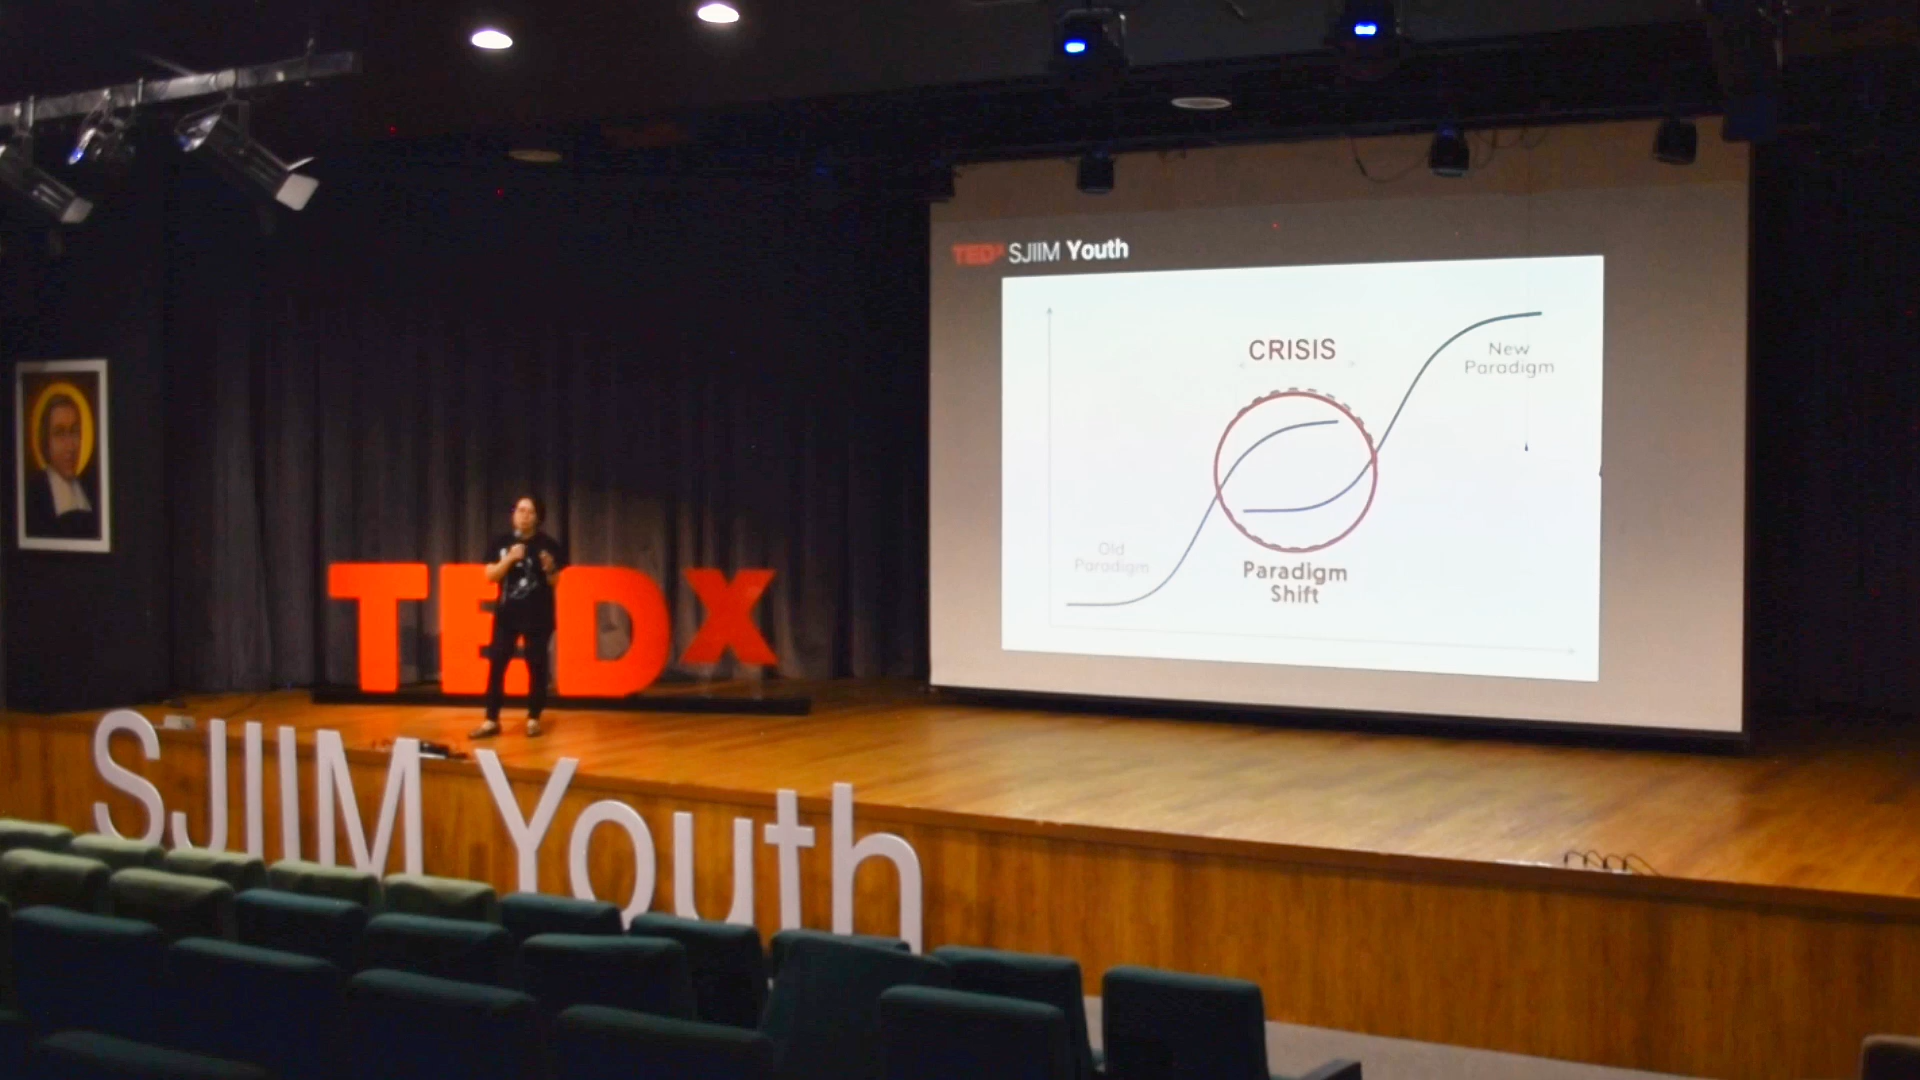 TEDx SJIIM Youth
CRISIS
New
Paradigm
Old
Paradigm
Paradigm
Shift
TEDx
SJIIM Youth